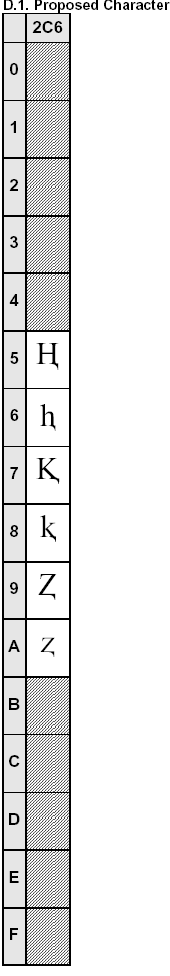 D.1. Proposed Character
2C6
0
1
2
3
4
5 Ⱨ
6 ⱨ
7 Ⱪ
8 ⱪ
9 Ⱬ
A ⱬ
B
C
D
E
F